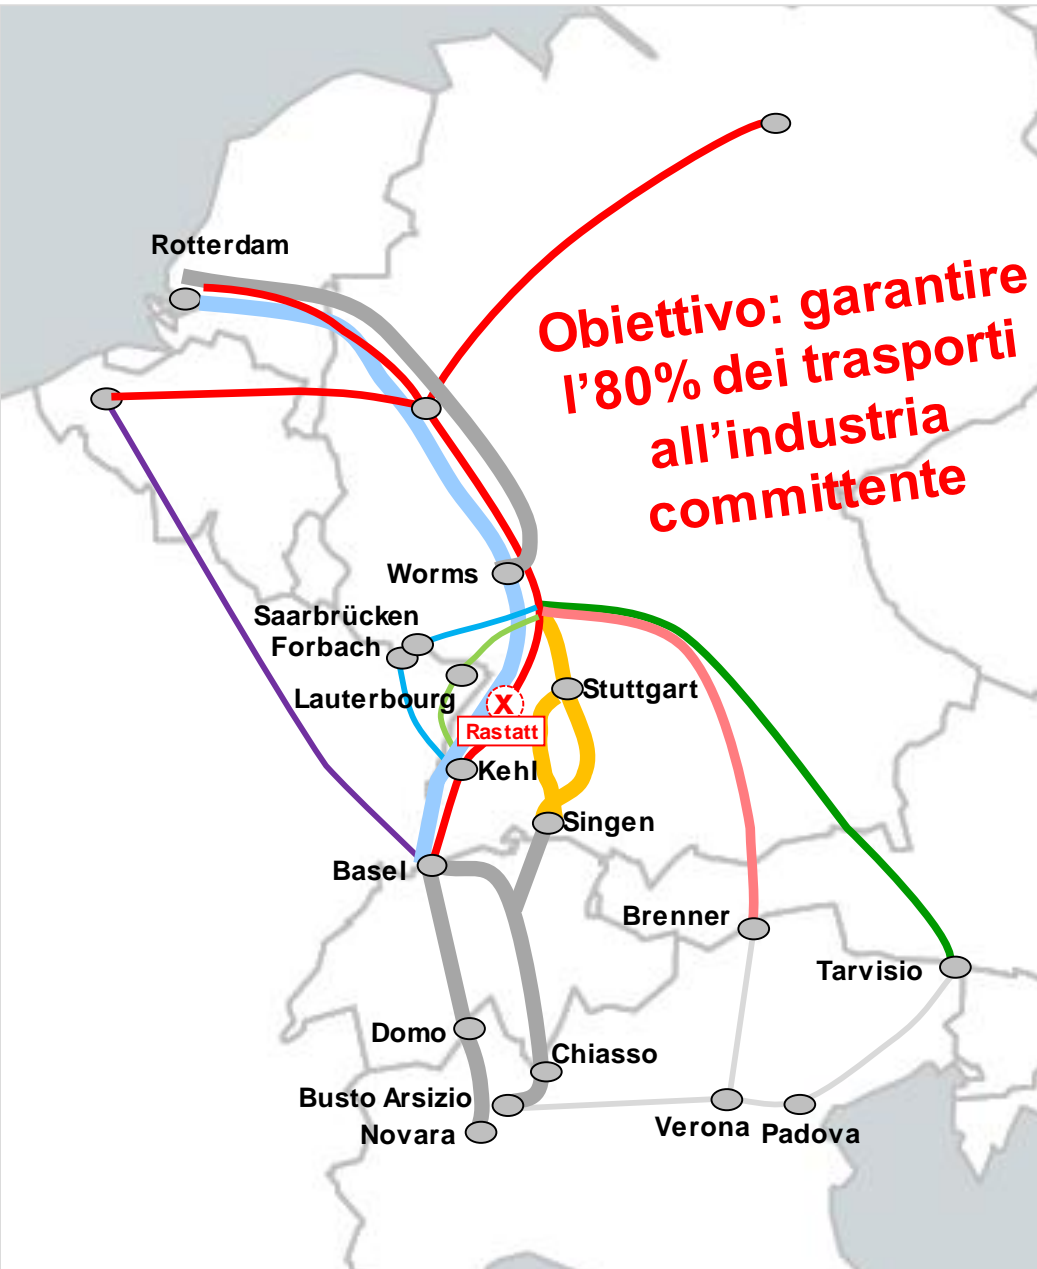 Rotterdam
Obiettivo: garantire
l’80% dei trasporti
all’industria
committente
Worms
Saarbrücken
Forbach
Lauterbourg
Stuttgart
X
Rastatt
Kehl
Singen
Basel
Brenner
Tarvisio
Domo
Chiasso
Busto Arsizio
Novara
Verona
Padova